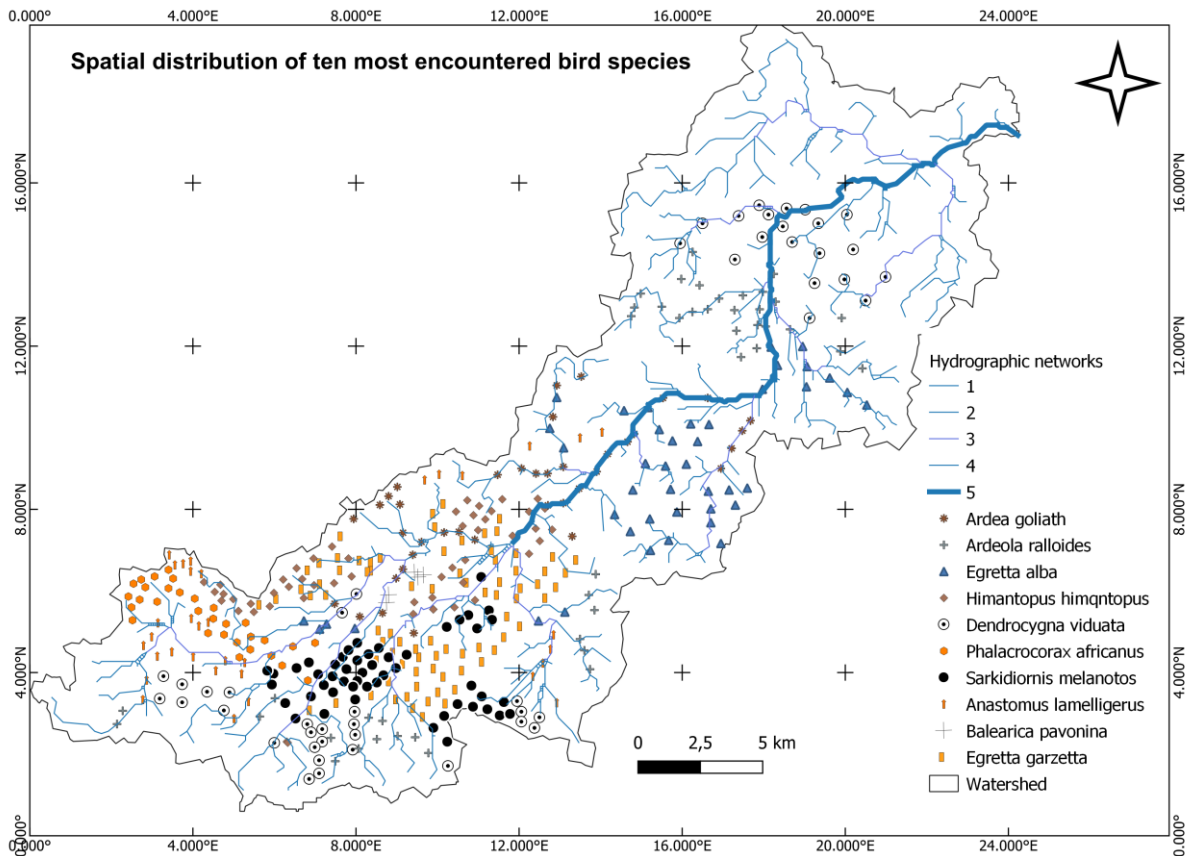 0.000° 4.000°E 8.000°E 12.000°E 16.000°E 20.000°E 24.000°E
Spatial distribution of ten most encountered bird species
16.000°N 16.000°N
12.000°N 12.000°N
8.000°N 8.000°N
4.000°N 4.000°N
0.000° 0.000°
Hydrographic networks
1
2
3
4
5
Ardea goliath
Ardeola ralloides
Egretta alba
Himantopus himqntopus
Dendrocygna viduata
Phalacrocorax africanus
Sarkidiornis melanotos
Anastomus lamelligerus
Balearica pavonina
Egretta garzetta
Watershed
0 2,5 5 km
0.000° 4.000°E 8.000°E 12.000°E 16.000°E 20.000°E 24.000°E